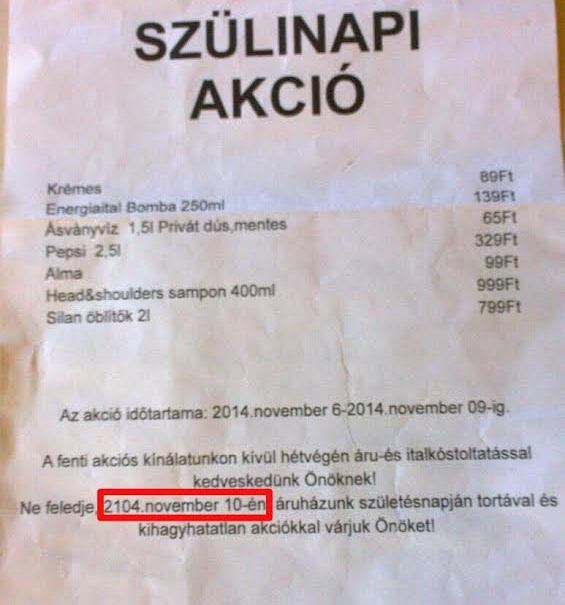 SZÜLINAPI
AKCIÓ
Krémes 89Ft
Energiaital Bomba 250ml 139Ft
Ásványvíz 1,5l Privát dús,mentes 65Ft
Pepsi 2,5l 329Ft
Alma 99Ft
Head&shoulders sampon 400ml 999Ft
Silan öblítők 2l 799Ft
Az akció időtartama: 2014.november 6-2014.november 09-ig.
A fenti akciós kínálatunkon kívül hétvégén áru-és italkóstoltatással
kedveskedünk Önöknek!
Ne feledje, 2104.november 10-én áruházunk születésnapján tortával és
kihagyhatatlan akciókkal várjuk Önöket!